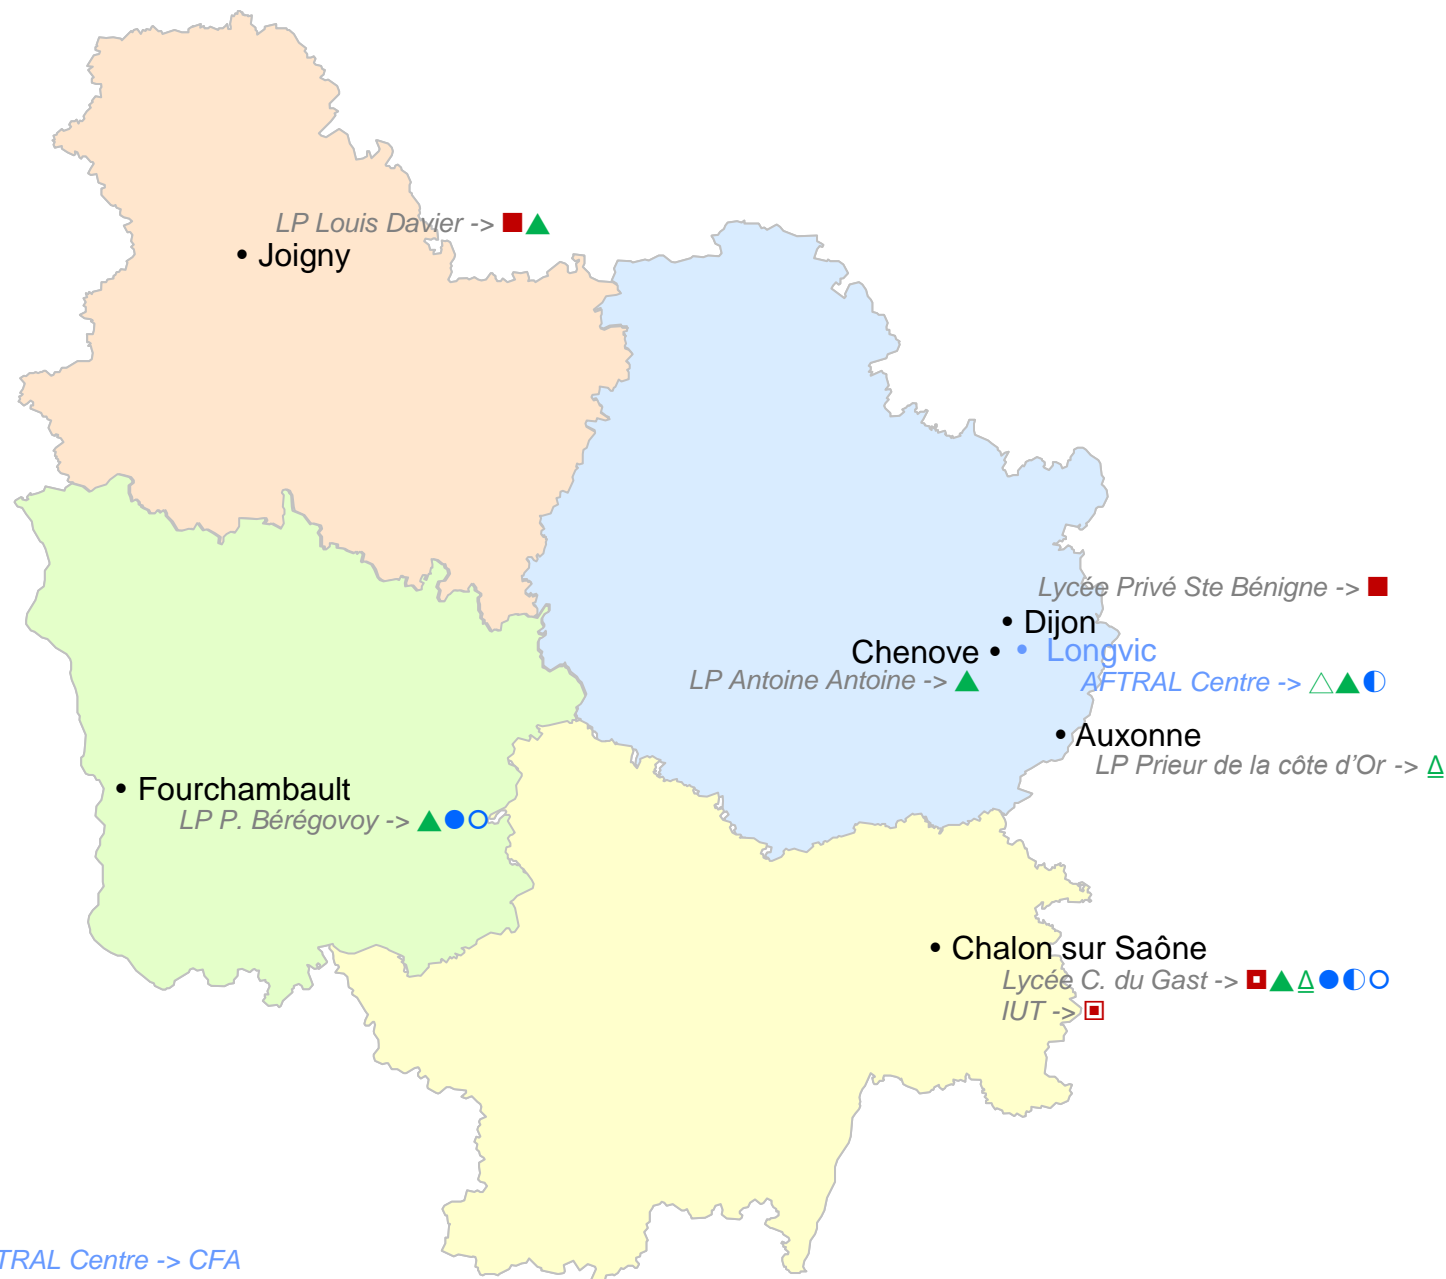 LP Louis Davier ->
• Joigny
Lycée Privé Ste Bénigne ->
• Dijon
Chenove •
• Longvic
LP Antoine Antoine ->
AFTRAL Centre ->
• Auxonne
LP Prieur de la côte d’Or -> Δ
• Fourchambault
LP P. Bérégovoy ->
• Chalon sur Saône
Lycée C. du Gast -> Δ
IUT ->
TRAL Centre -> CFA